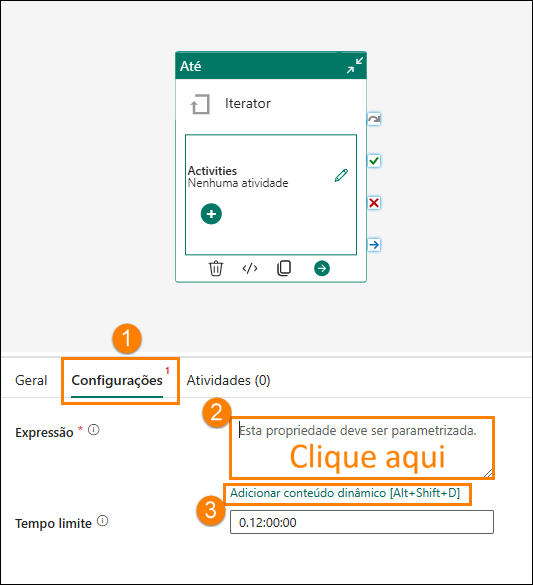 Até
Iterator
Activities
Nenhuma atividade
1
Geral
Configurações 1
Atividades (0)
2
Expressão *
Esta propriedade deve ser parametrizada.
Clique aqui
Adicionar conteúdo dinâmico [Alt+Shift+D]
3
Tempo limite
0.12:00:00